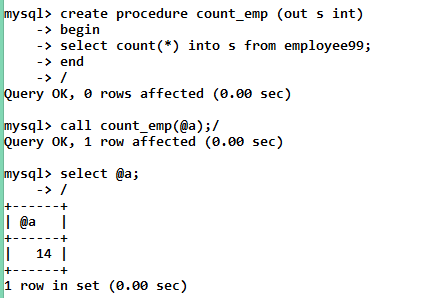 mysql> create procedure count_emp (out s int)
    -> begin
    -> select count(*) into s from employee99;
    -> end
    -> /
Query OK, 0 rows affected (0.00 sec)
mysql> call count_emp(@a);/
Query OK, 1 row affected (0.00 sec)
mysql> select @a;
    -> /
+------+
| @a   |
+------+
|   14 |
+------+
1 row in set (0.00 sec)